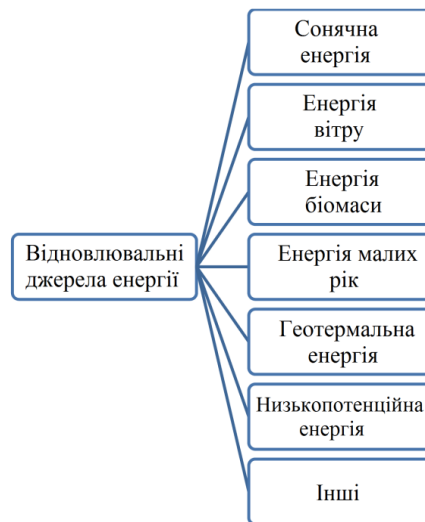 Сонячна
енергія
Енергія
вітру
Енергія
біомаси
Відновлювальні
джерела енергії
Енергія малих
рік
Геотермальна
енергія
Низькопотенційна
енергія
Інші